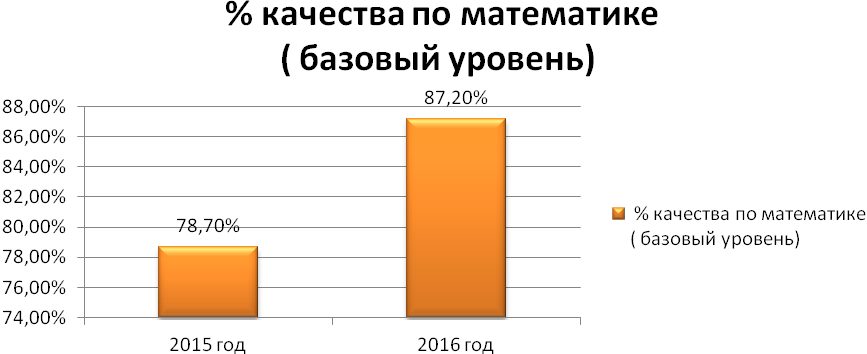 % качества по математике
( базовый уровень)
88,00%
86,00%
84,00%
82,00%
80,00%
78,00%
76,00%
74,00%
78,70%
87,20%
2015 год
2016 год
% качества по математике
( базовый уровень)